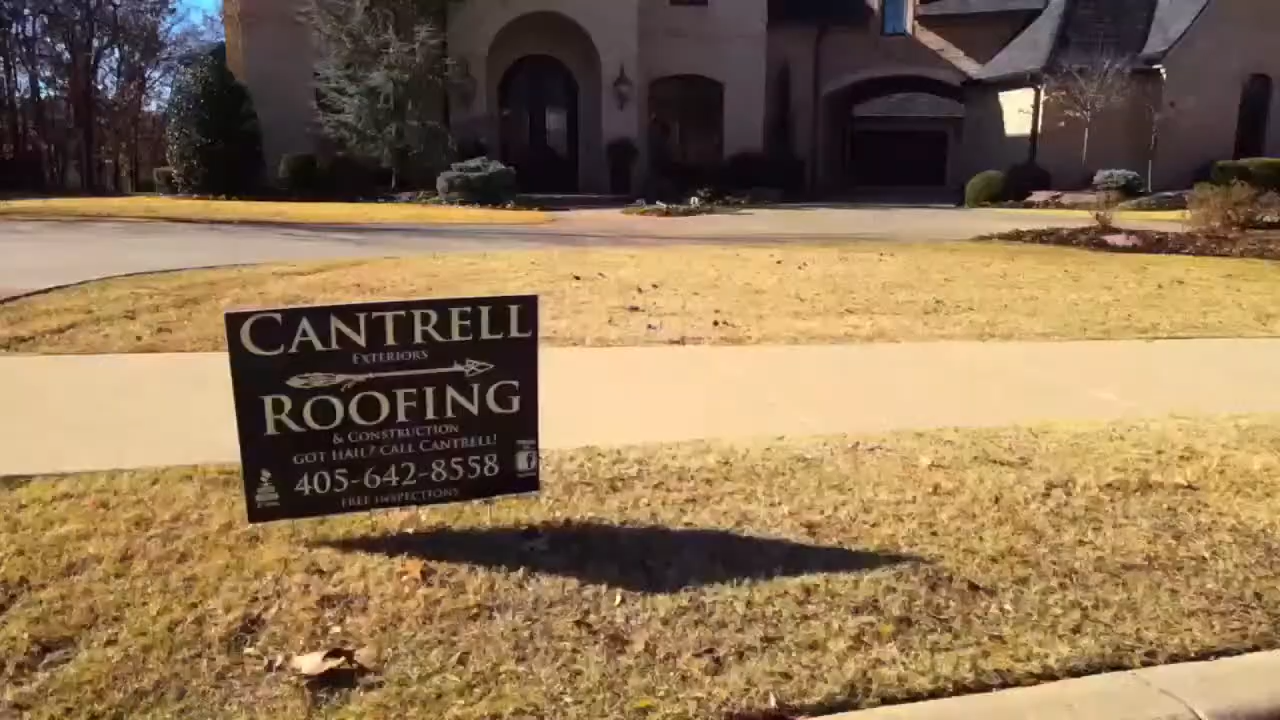 CANTRELL
EXTERIORS
ROOFING
& CONSTRUCTION
GOT HAIL? CALL CANTRELL!
405-642-8558
FREE INSPECTIONS